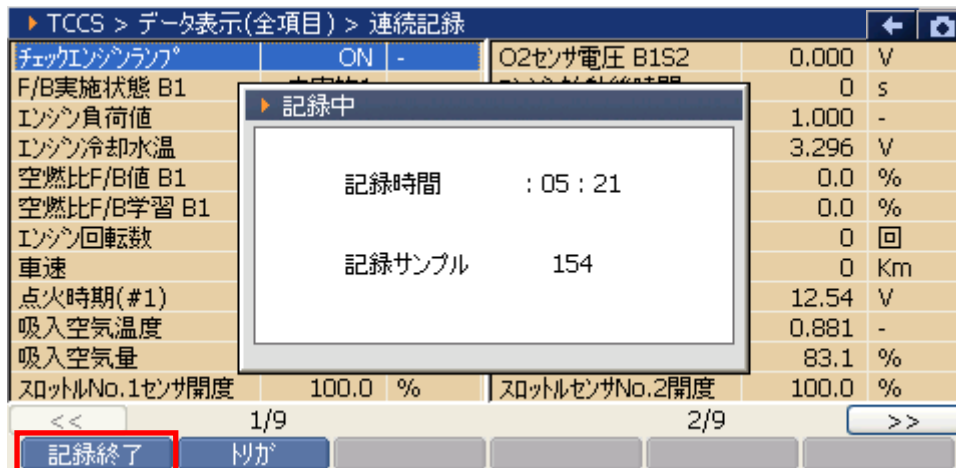 TCCS > データ表示(全項目) > 連続記録
ﾁｪｯｸｴﾝｼﾞﾝﾗﾝﾌﾟ ON - O2センサ電圧 B1S2 0.000 V
F/B実施状態 B1 0 s
ｴﾝｼﾞﾝ負荷値 1.000 -
ｴﾝｼﾞﾝ冷却水温 3.296 V
空燃比F/B値 B1 0.0 %
空燃比F/B学習 B1 0.0 %
エンジン回転数 0 回
車速 0 Km
点火時期(#1) 12.54 V
吸入空気温度 0.881 -
吸入空気量 83.1 %
ｽﾛｯﾄﾙNo.1センサ開度 100.0 % ｽﾛｯﾄﾙセンサNo.2開度 100.0 %
記録中
記録時間 : 05 : 21
記録サンプル 154
<< 1/9 2/9 >>
記録終了 ﾄﾘｶﾞ